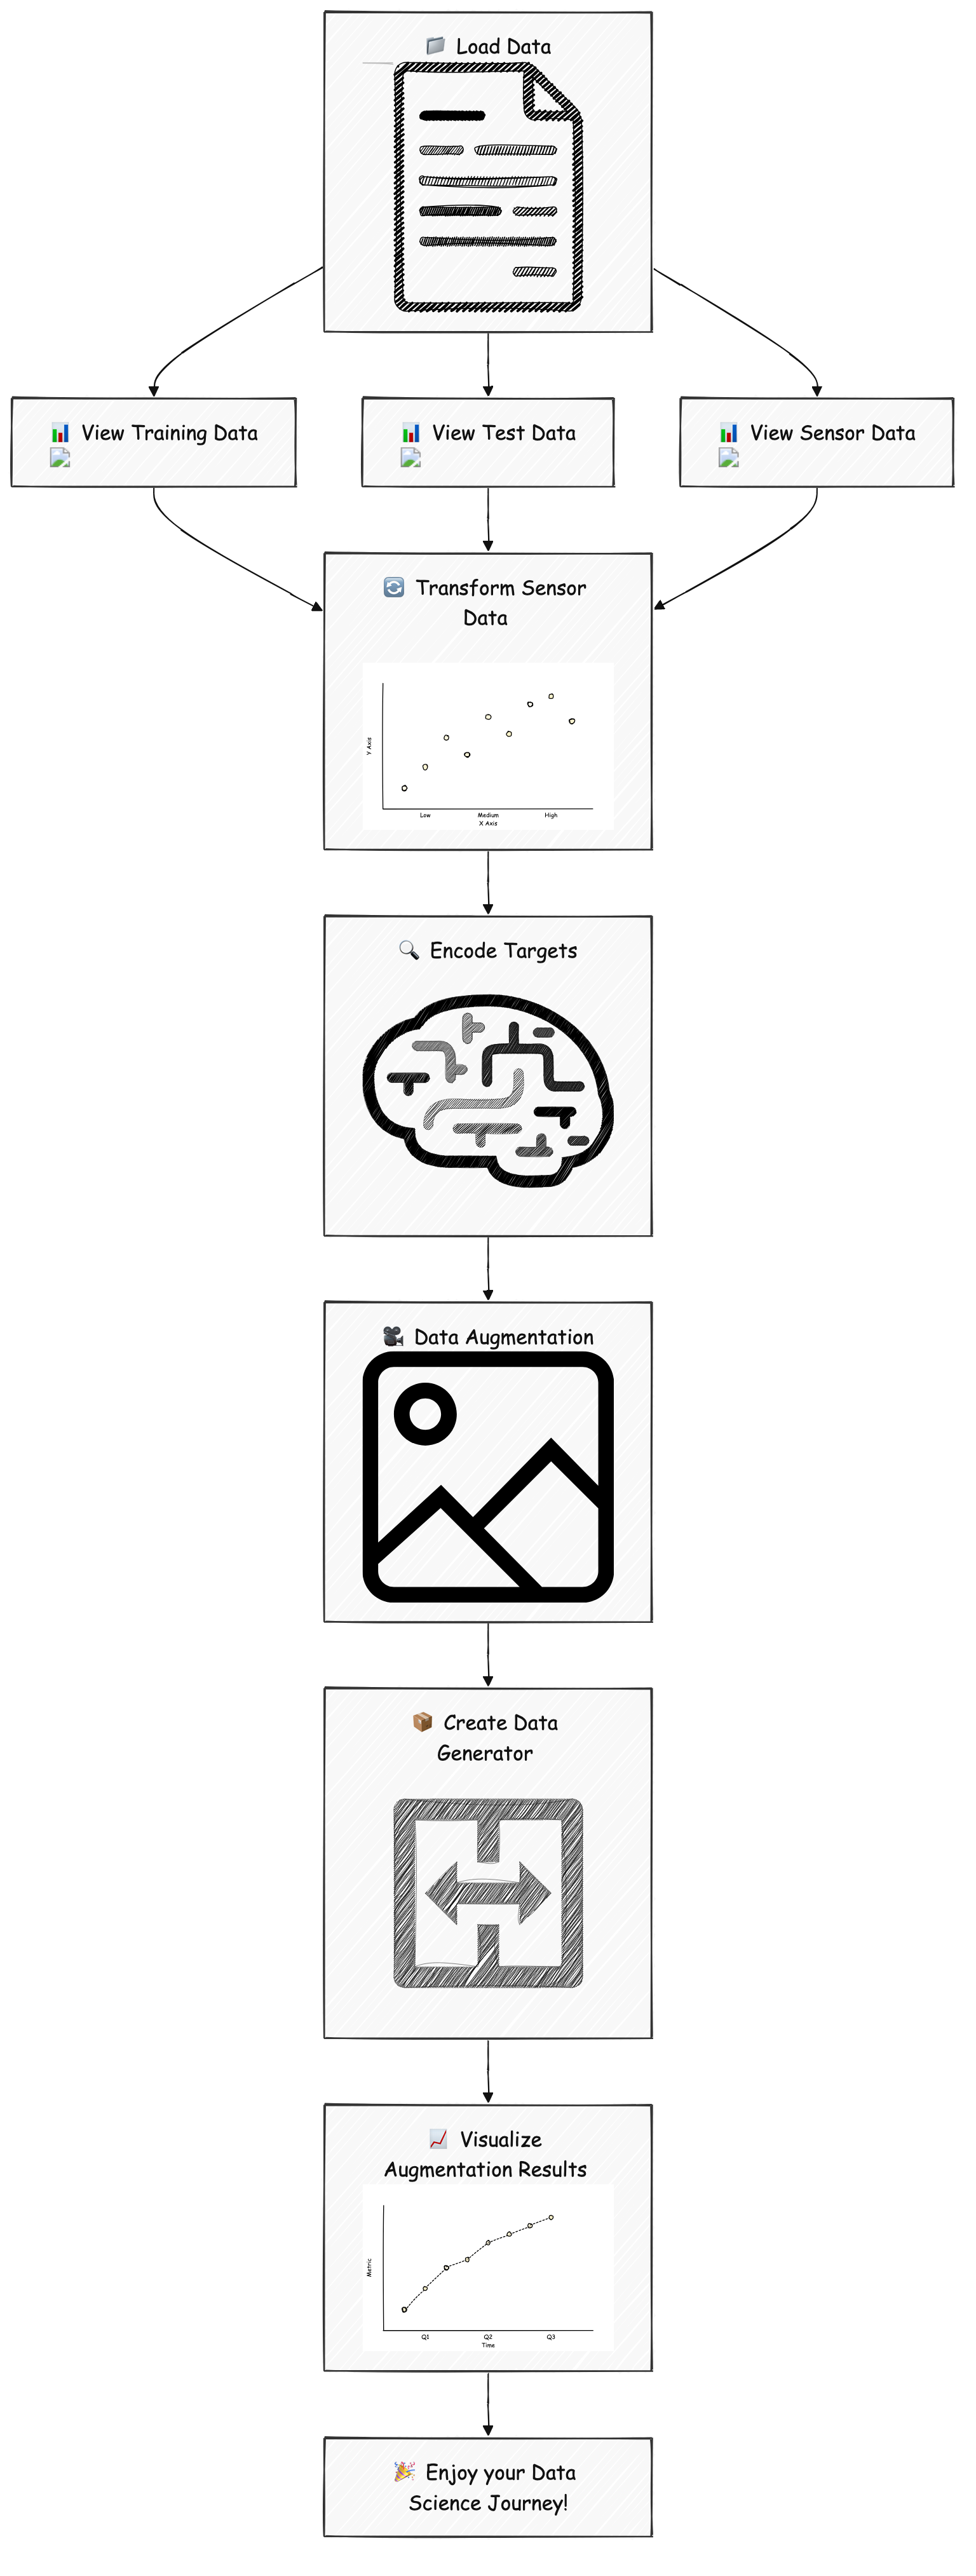 Load Data
View Training Data
View Test Data
View Sensor Data
Transform Sensor
Data
Y Axis
Low
Medium
High
X Axis
Encode Targets
Data Augmentation
Create Data
Generator
Visualize
Augmentation Results
Metric
Q1
Q2
Q3
Time
Enjoy your Data
Science Journey!